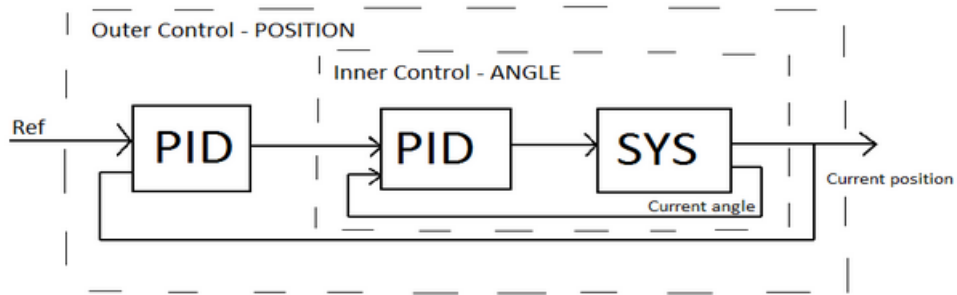 Outer Control - POSITION
Inner Control - ANGLE
Ref
PID
PID
SYS
Current position
Current angle